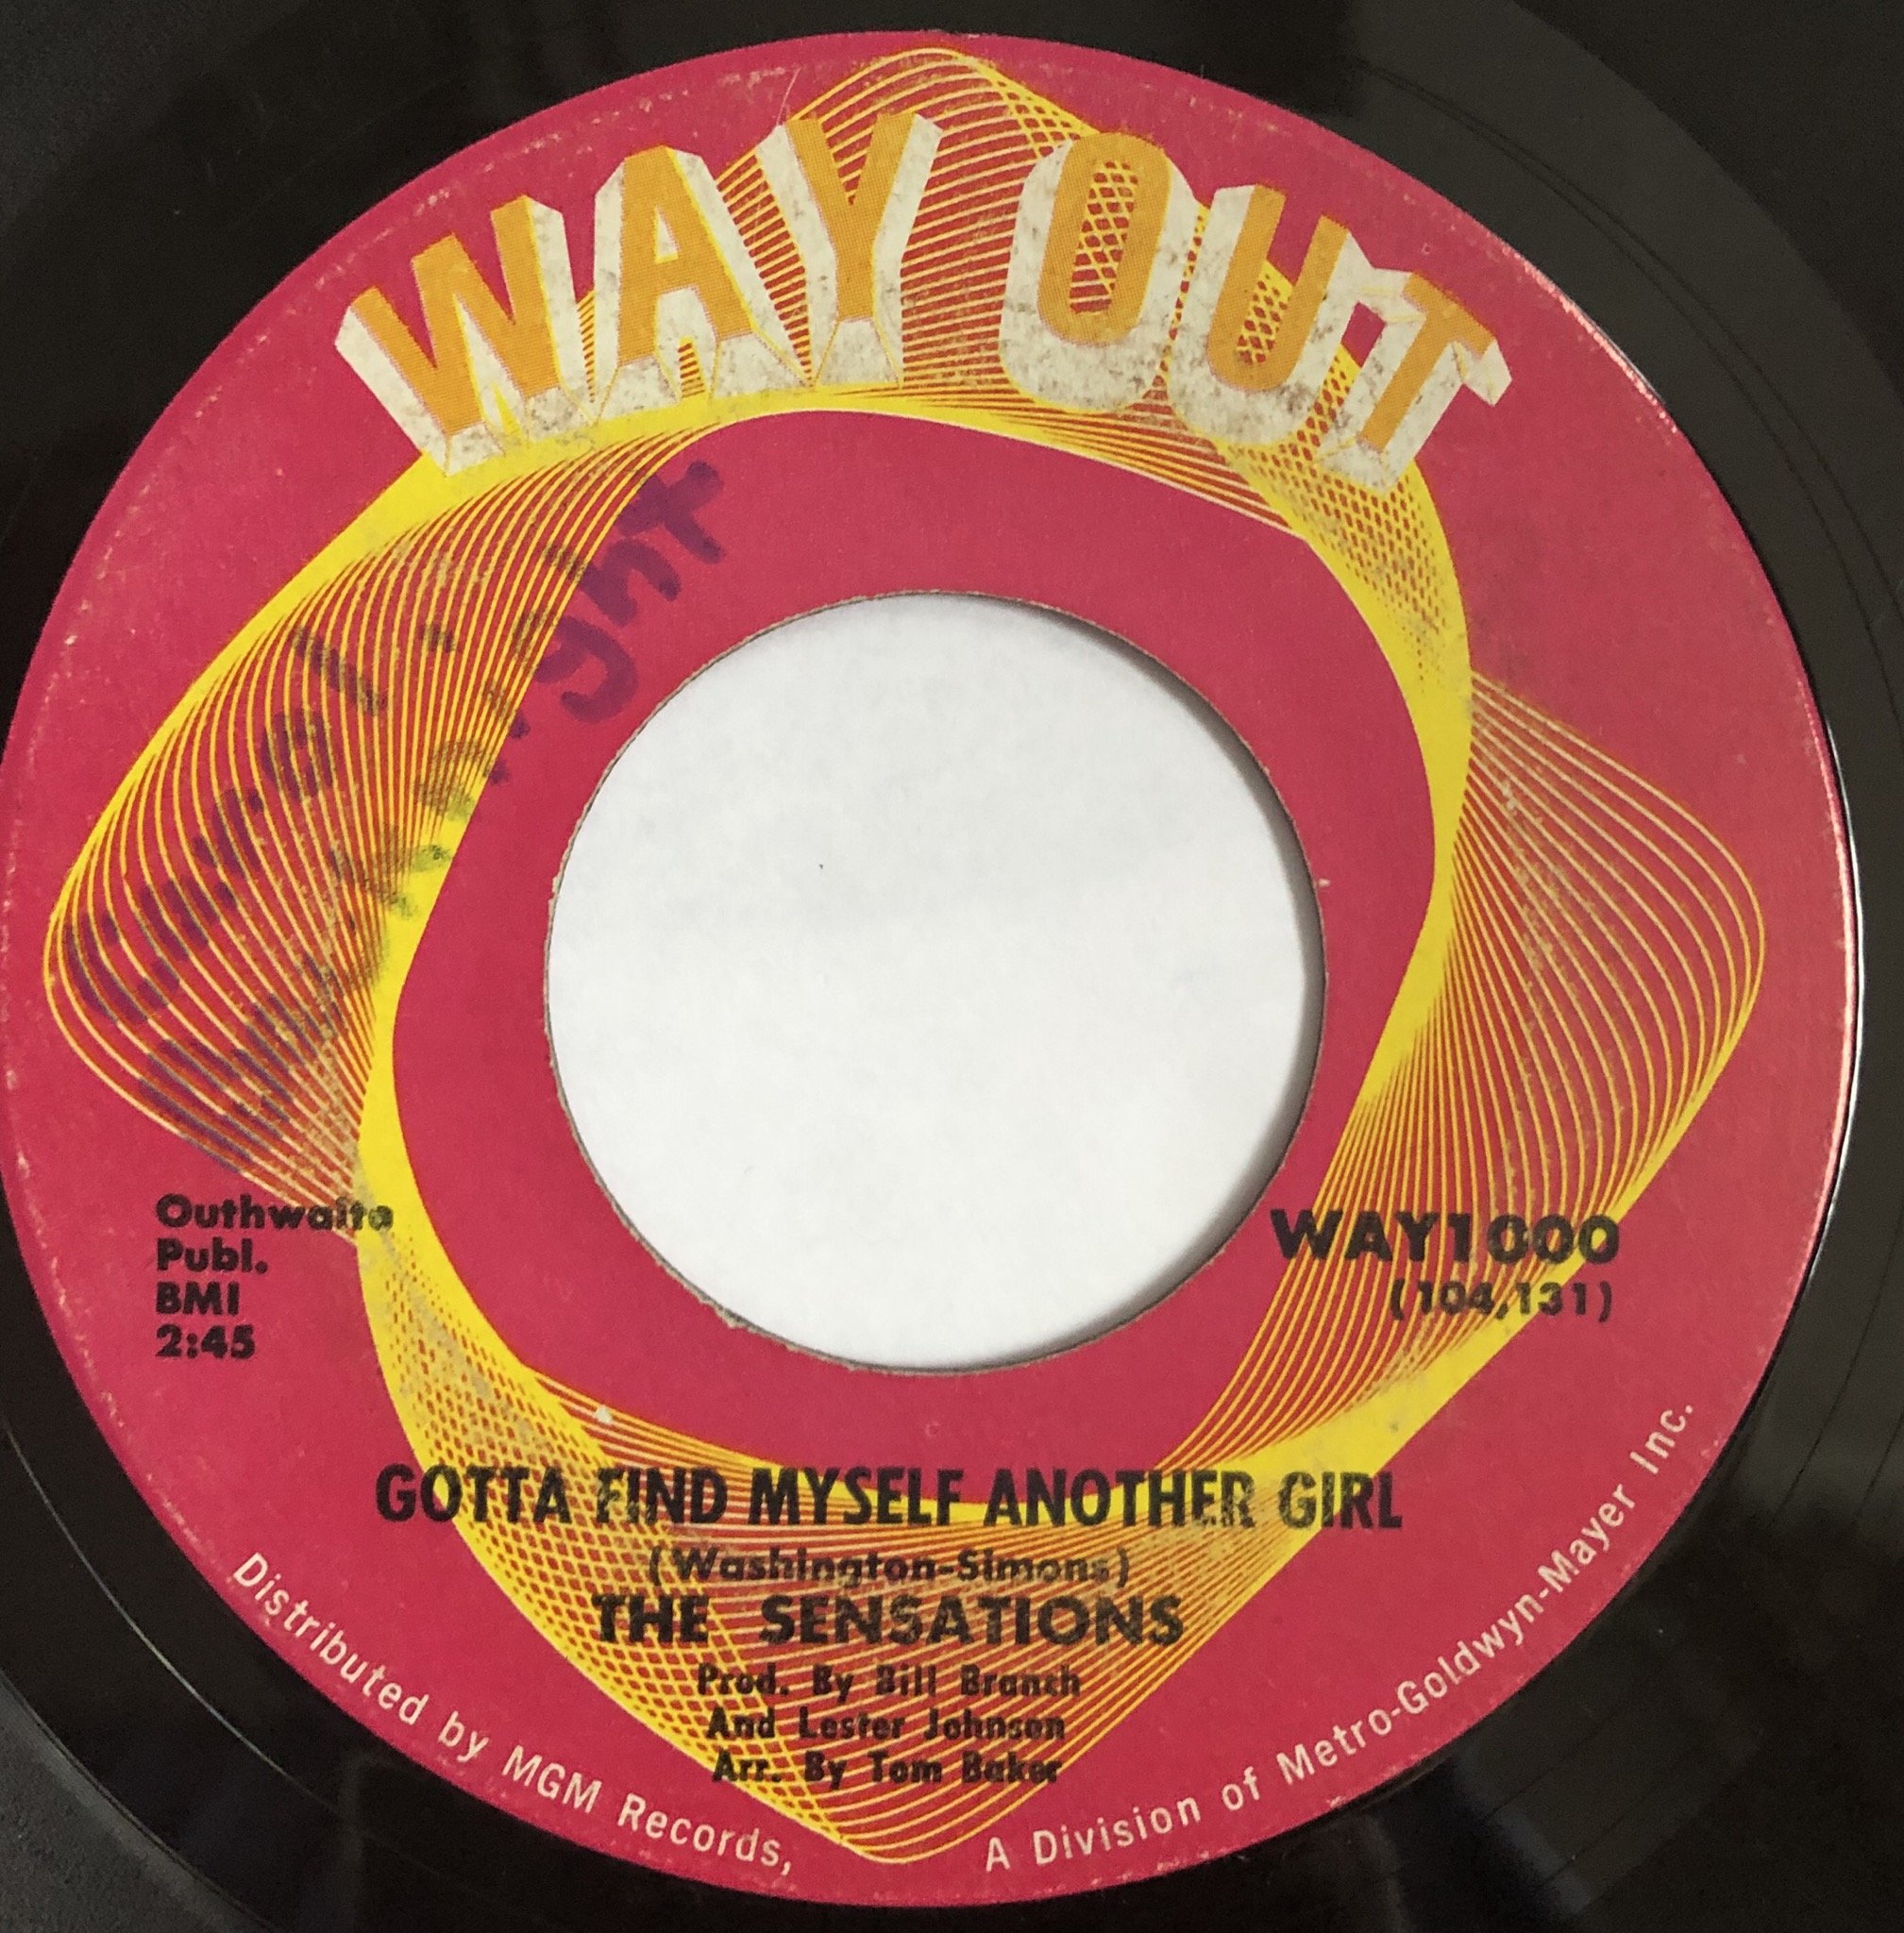 WAY OUT
Outhwaite
Publ.
BMI
2:45
WAY1000
(104,131)
GOTTA FIND MYSELF ANOTHER GIRL
(Washington-Simons)
THE SENSATIONS
Prod. By Bill Branch
And Lester Johnson
Arr. By Tom Baker
Distributed by MGM Records, A Division of Metro-Goldwyn-Mayer Inc.